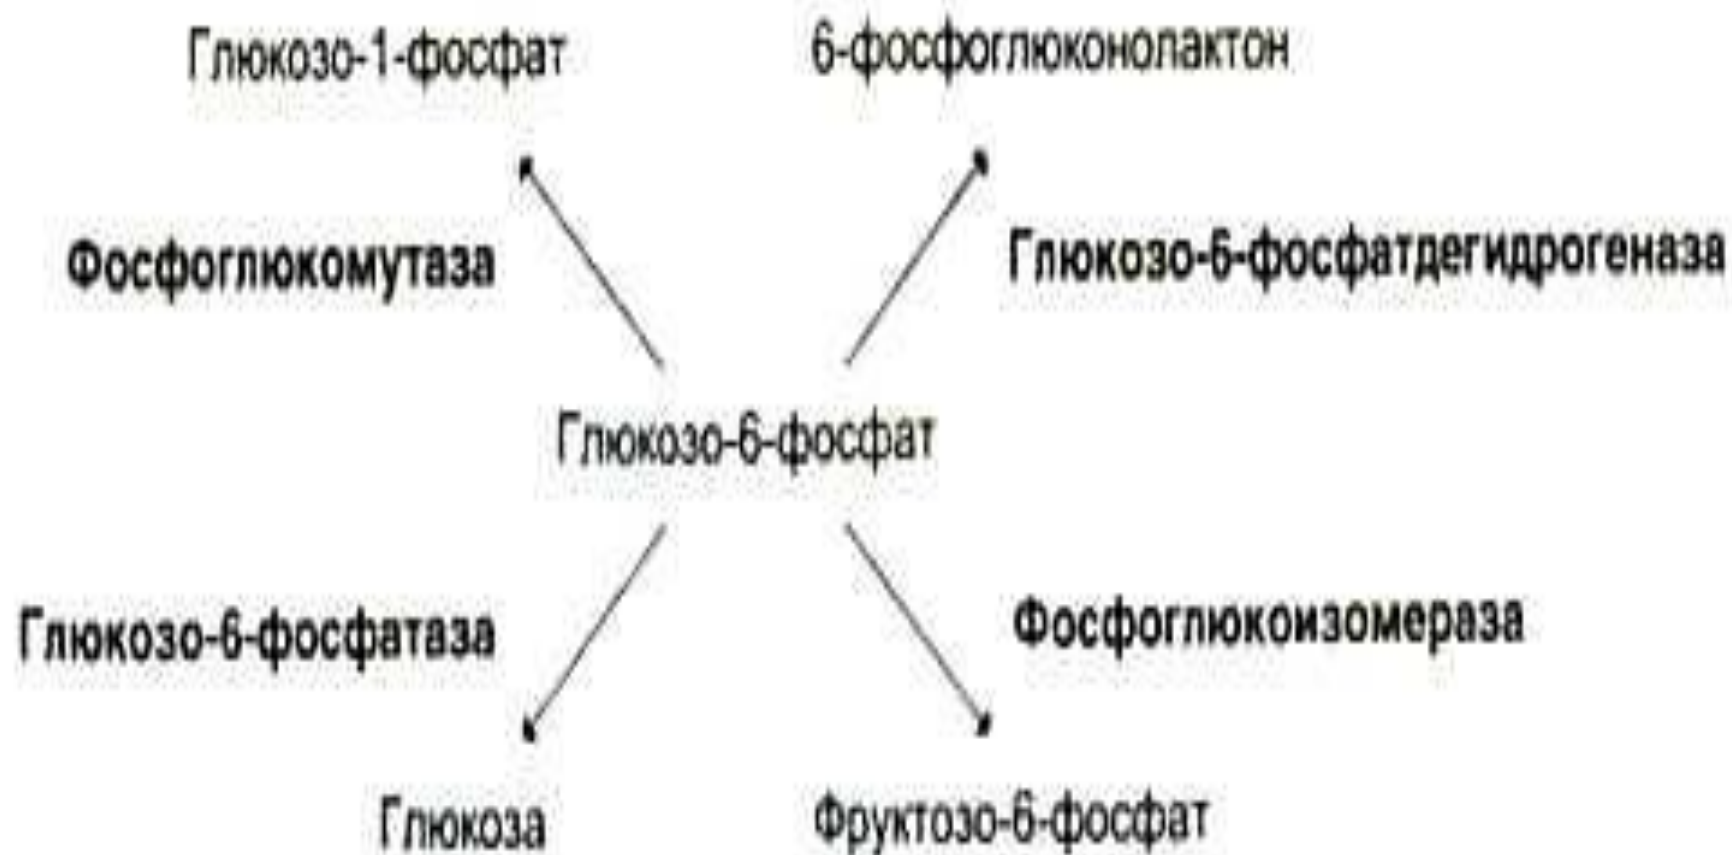 Глюкозо-1-фосфат
6-фосфоглюконолактон
Фосфоглюкомутаза
Глюкозо-6-фосфатдегидрогеназа
Глюкозо-6-фосфат
Глюкозо-6-фосфатаза
Фосфоглюкоизомераза
Глюкоза
Фруктозо-6-фосфат